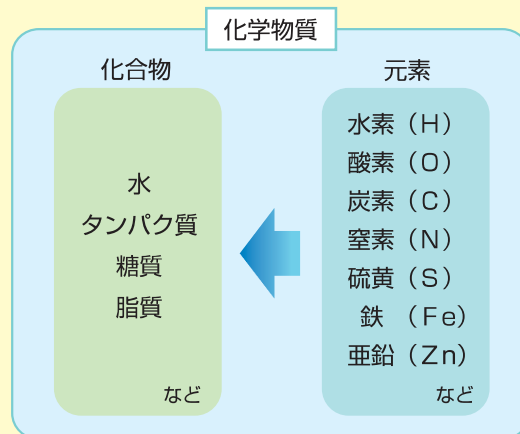 化学物質
化合物
水
タンパク質
糖質
脂質
など
元素
水素（H）
酸素（O）
炭素（C）
窒素（N）
硫黄（S）
鉄　（Fe）
亜鉛（Zn）
など